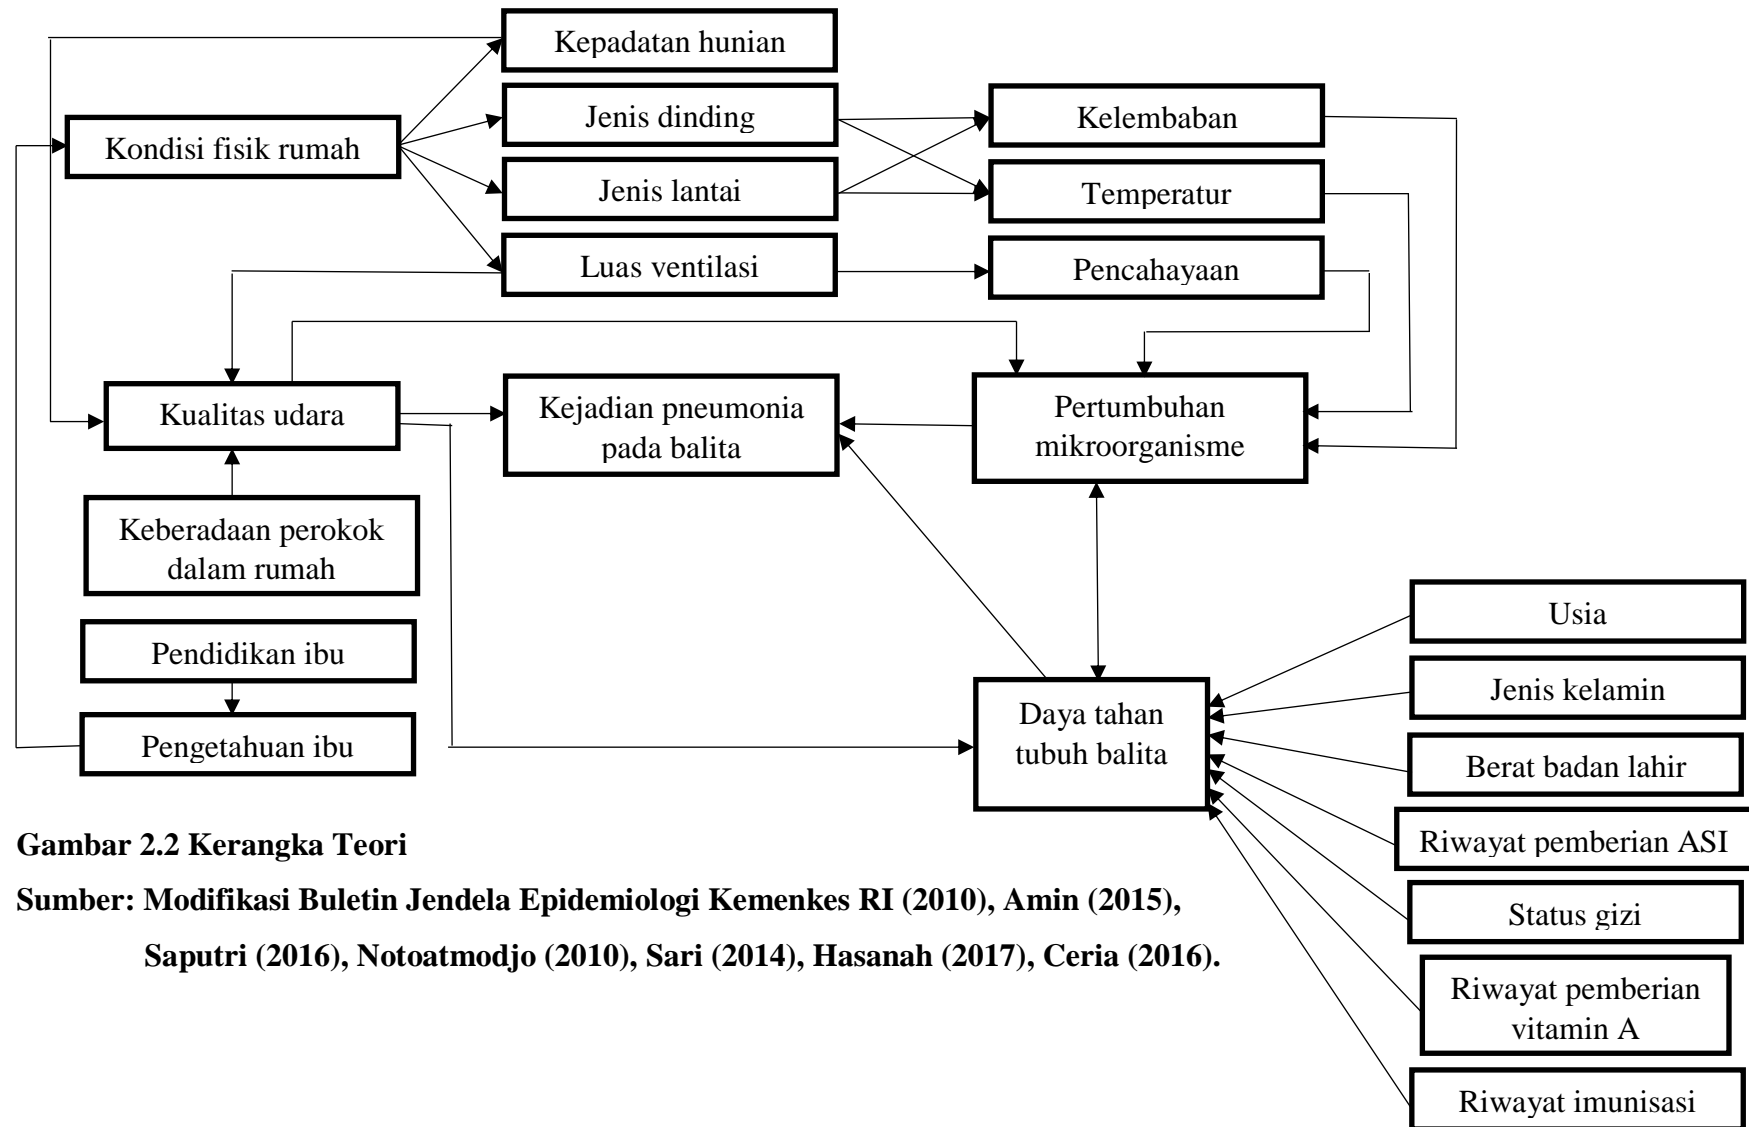 Kepadatan hunian
Jenis dinding
Kelembaban
Kondisi fisik rumah
Jenis lantai
Temperatur
Luas ventilasi
Pencahayaan
Kualitas udara
Kejadian pneumonia
pada balita
Pertumbuhan
mikroorganisme
Keberadaan perokok
dalam rumah
Pendidikan ibu
Pengetahuan ibu
Daya tahan
tubuh balita
Usia
Jenis kelamin
Berat badan lahir
Riwayat pemberian ASI
Status gizi
Riwayat pemberian
vitamin A
Riwayat imunisasi
Gambar 2.2 Kerangka Teori
Sumber: Modifikasi Buletin Jendela Epidemiologi Kemenkes RI (2010), Amin (2015),
Saputri (2016), Notoatmodjo (2010), Sari (2014), Hasanah (2017), Ceria (2016).